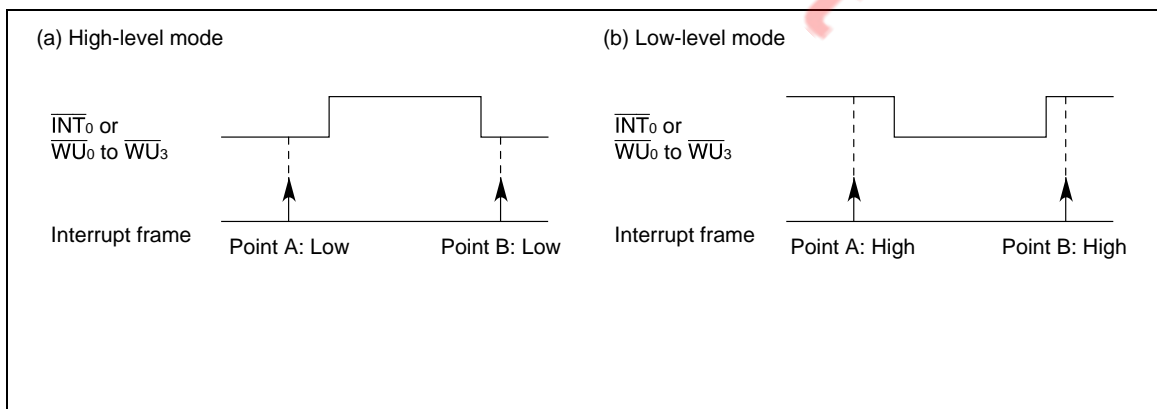 (a) High-level mode
INT0 or
WU0 to WU3
Interrupt frame
Point A: Low
Point B: Low
(b) Low-level mode
INT0 or
WU0 to WU3
Interrupt frame
Point A: High
Point B: High